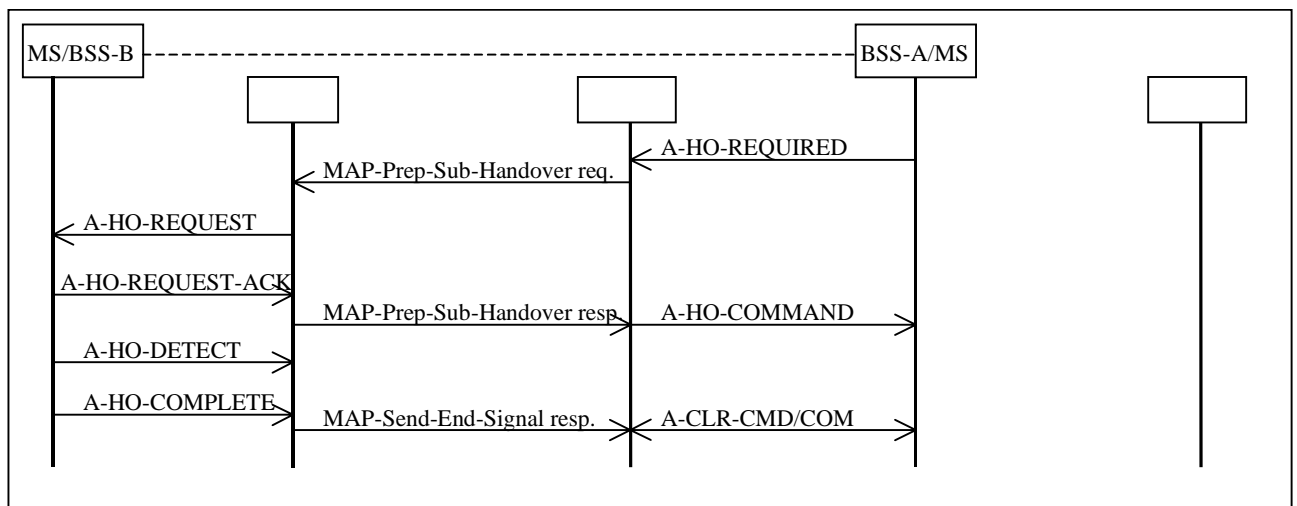 MS/BSS-B
BSS-A/MS
A-HO-REQUIRED
MAP-Prep-Sub-Handover req.
A-HO-REQUEST
A-HO-REQUEST-ACK
MAP-Prep-Sub-Handover resp.
A-HO-COMMAND
A-HO-DETECT
A-HO-COMPLETE
MAP-Send-End-Signal resp.
A-CLR-CMD/COM